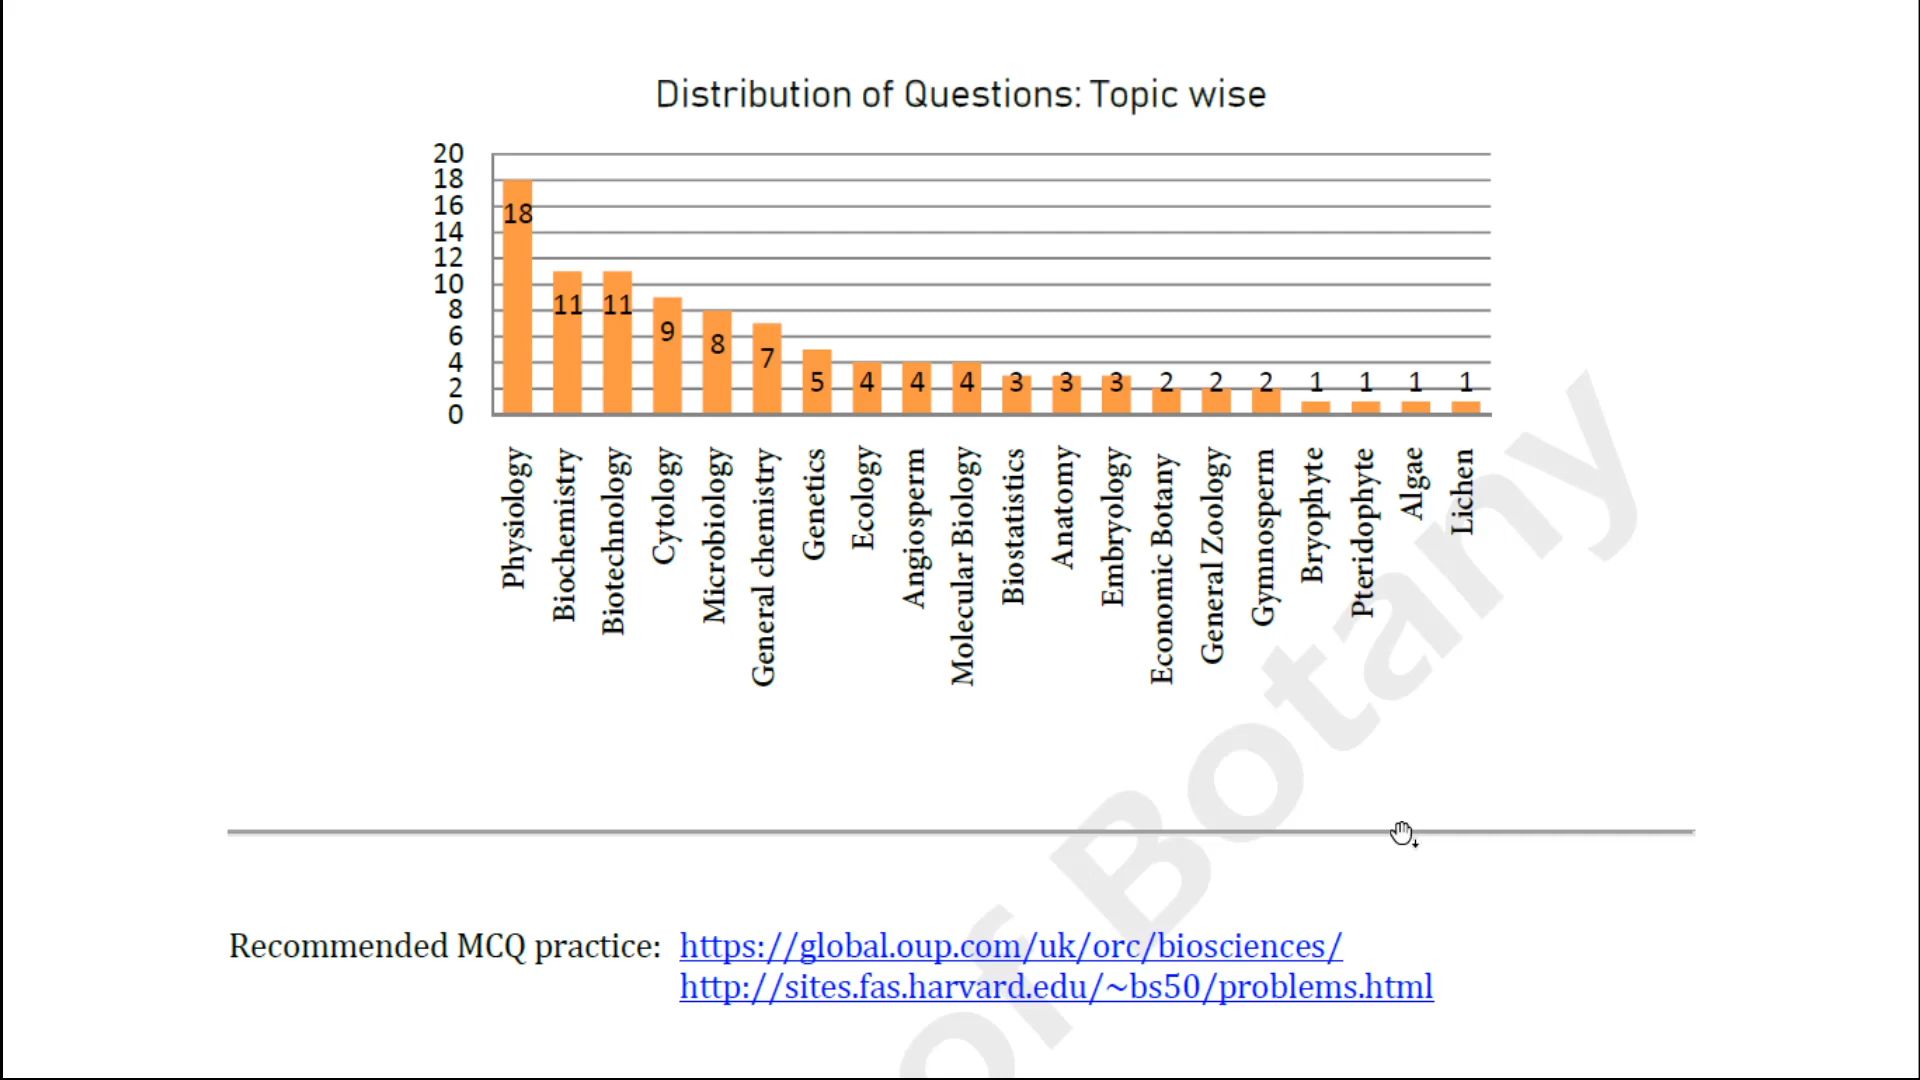 Distribution of Questions: Topic wise
20
18
16
14
12
10
8
6
4
2
0
18
11
11
9
8
7
5
4
4
4
3
3
3
2
2
2
1
1
1
1
Physiology
Biochemistry
Biotechnology
Cytology
Microbiology
General chemistry
Genetics
Ecology
Angiosperm
Molecular Biology
Biostatistics
Anatomy
Embryology
Economic Botany
General Zoology
Gymnosperm
Bryophyte
Pteridophyte
Algae
Lichen
of Botany
Recommended MCQ practice: https://global.oup.com/uk/orc/biosciences/
http://sites.fas.harvard.edu/~bs50/problems.html